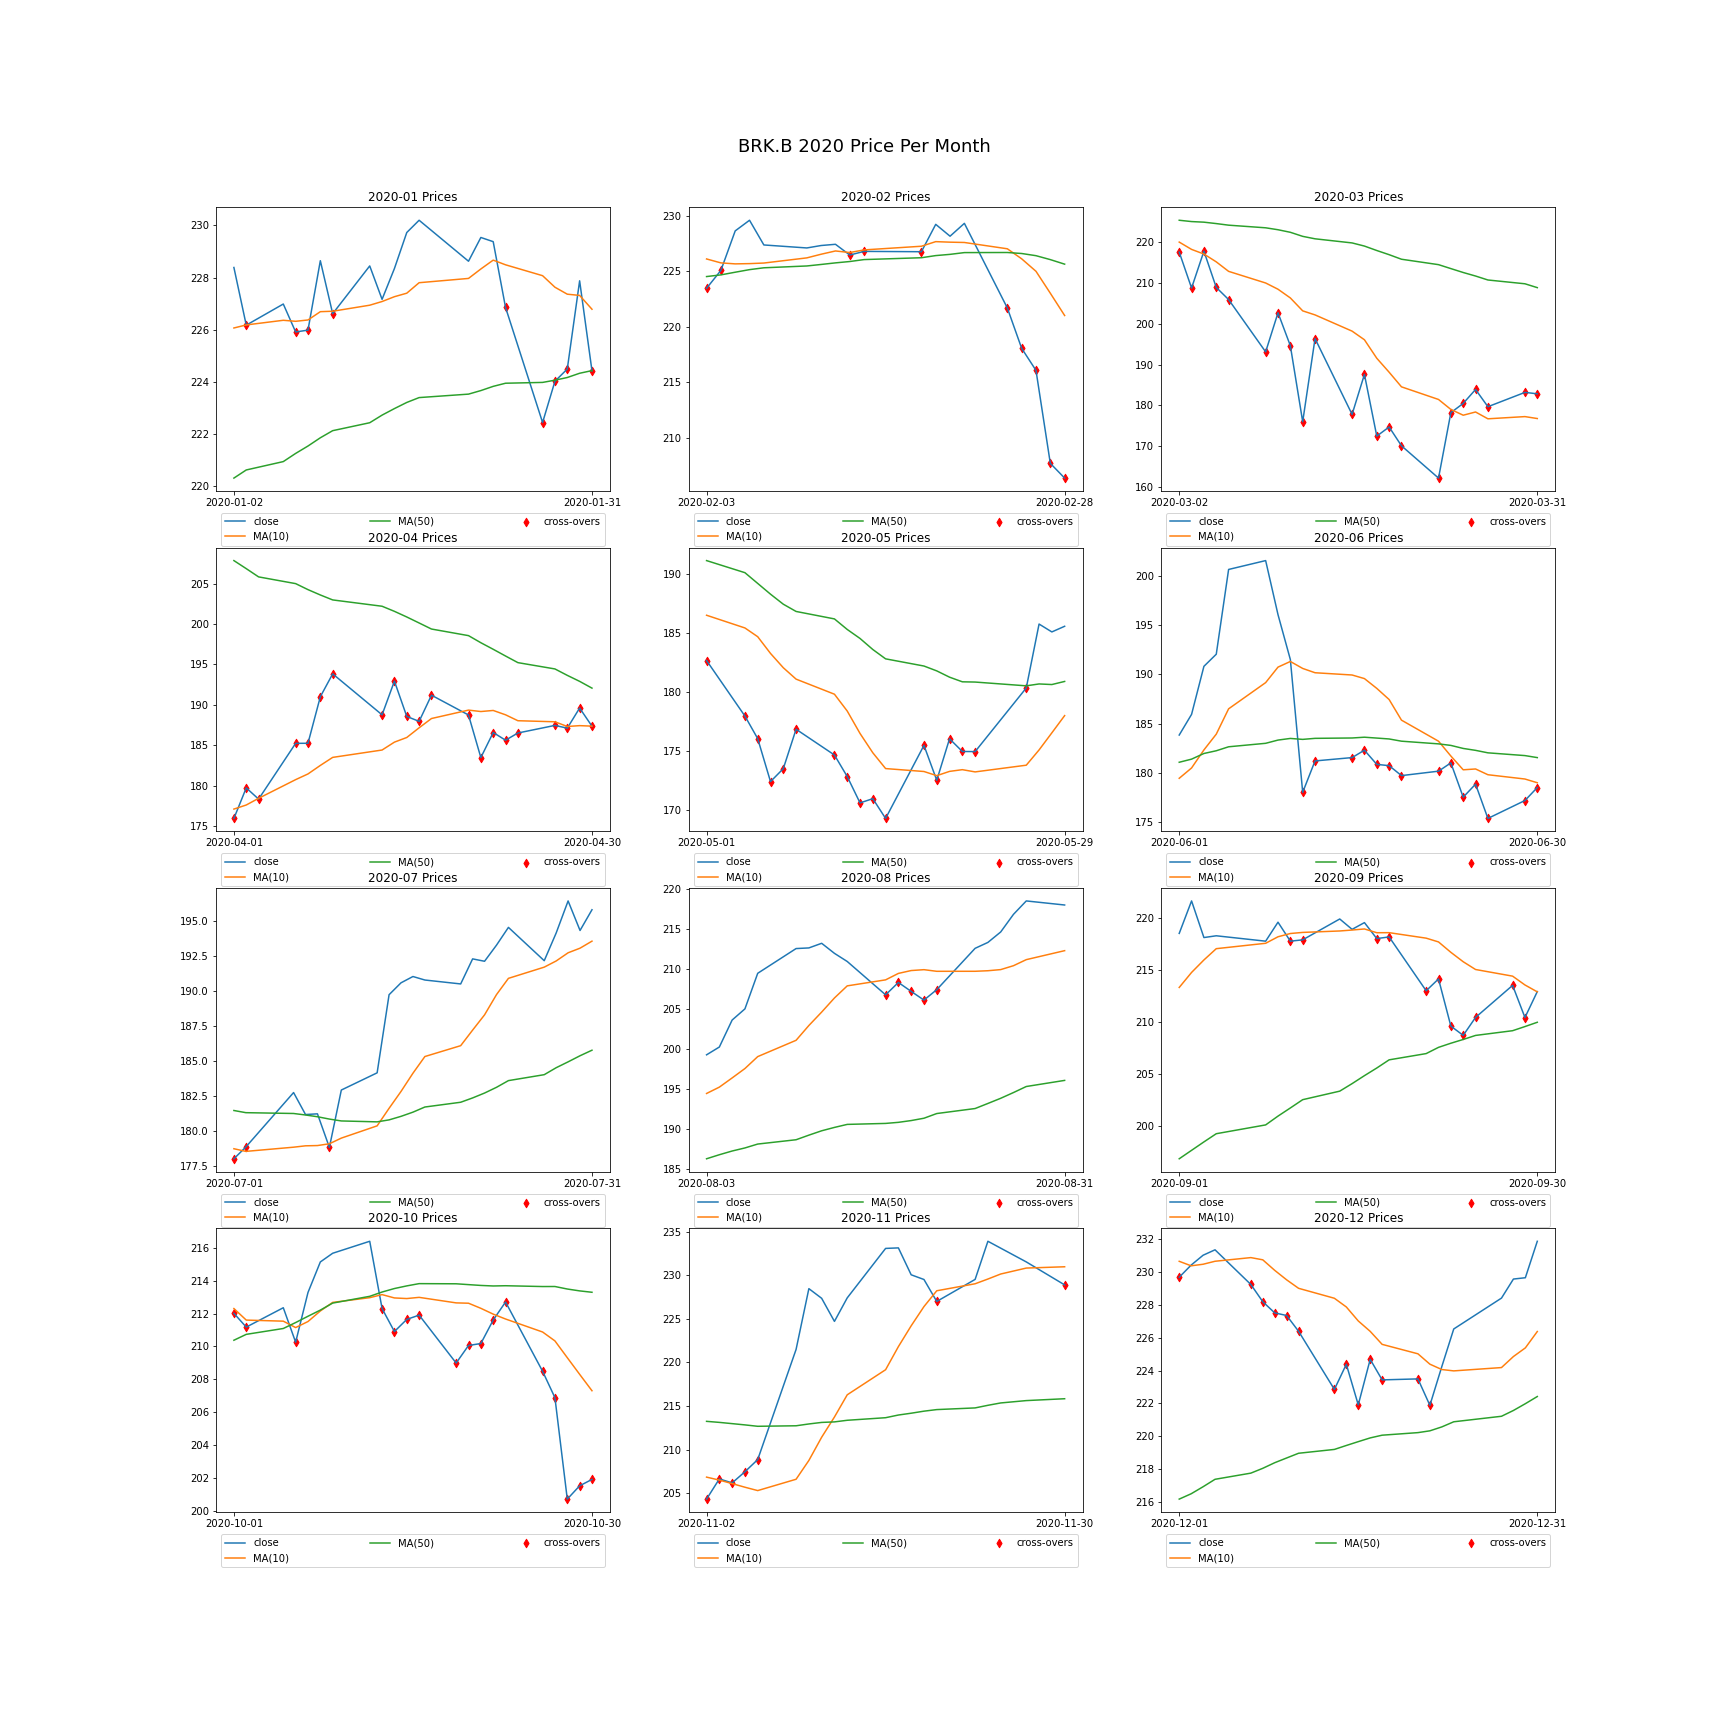 BRK.B 2020 Price Per Month
2020-01 Prices
230
228
226
224
222
220
2020-01-02 2020-01-31
close MA(50) cross-overs
MA(10)
2020-02 Prices
230
225
220
215
210
2020-02-03 2020-02-28
close MA(50) cross-overs
MA(10)
2020-03 Prices
220
210
200
190
180
170
160
2020-03-02 2020-03-31
close MA(50) cross-overs
MA(10)
2020-04 Prices
205
200
195
190
185
180
175
2020-04-01 2020-04-30
close MA(50) cross-overs
MA(10)
2020-05 Prices
190
185
180
175
170
2020-05-01 2020-05-29
close MA(50) cross-overs
MA(10)
2020-06 Prices
200
195
190
185
180
175
2020-06-01 2020-06-30
close MA(50) cross-overs
MA(10)
2020-07 Prices
195.0
192.5
190.0
187.5
185.0
182.5
180.0
177.5
2020-07-01 2020-07-31
close MA(50) cross-overs
MA(10)
2020-08 Prices
220
215
210
205
200
195
190
185
2020-08-03 2020-08-31
close MA(50) cross-overs
MA(10)
2020-09 Prices
220
215
210
205
200
2020-09-01 2020-09-30
close MA(50) cross-overs
MA(10)
2020-10 Prices
216
214
212
210
208
206
204
202
200
2020-10-01 2020-10-30
close MA(50) cross-overs
MA(10)
2020-11 Prices
235
230
225
220
215
210
205
2020-11-02 2020-11-30
close MA(50) cross-overs
MA(10)
2020-12 Prices
232
230
228
226
224
222
220
218
216
2020-12-01 2020-12-31
close MA(50) cross-overs
MA(10)